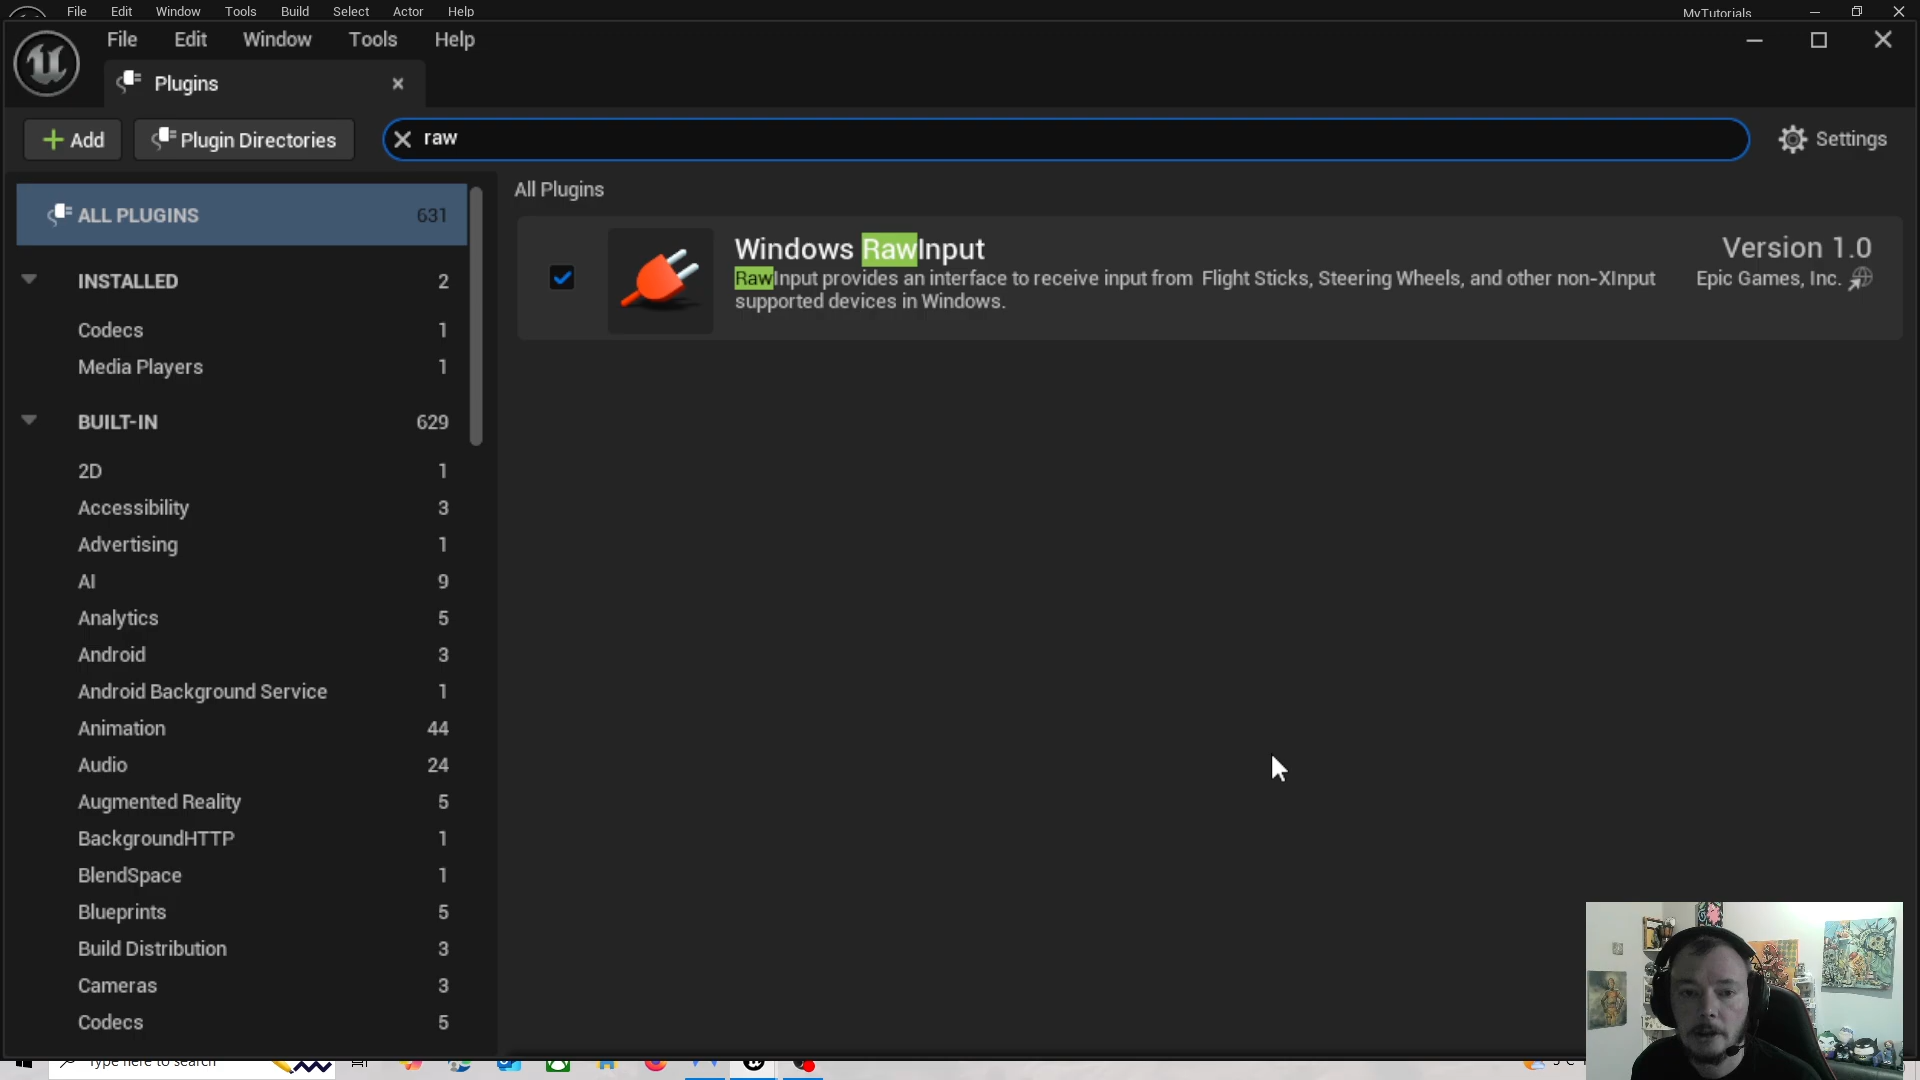 File Edit Window Tools Build Select Actor Help MyTutorials
File Edit Window Tools Help
Plugins
Add Plugin Directories raw Settings
ALL PLUGINS 631
INSTALLED 2
Codecs 1
Media Players 1
BUILT-IN 629
2D 1
Accessibility 3
Advertising 1
AI 9
Analytics 5
Android 3
Android Background Service 1
Animation 44
Audio 24
Augmented Reality 5
BackgroundHTTP 1
BlendSpace 1
Blueprints 5
Build Distribution 3
Cameras 3
Codecs 5
All Plugins
Windows RawInput Version 1.0
RawInput provides an interface to receive input from Flight Sticks, Steering Wheels, and other non-XInput Epic Games, Inc.
supported devices in Windows.
Type here to search